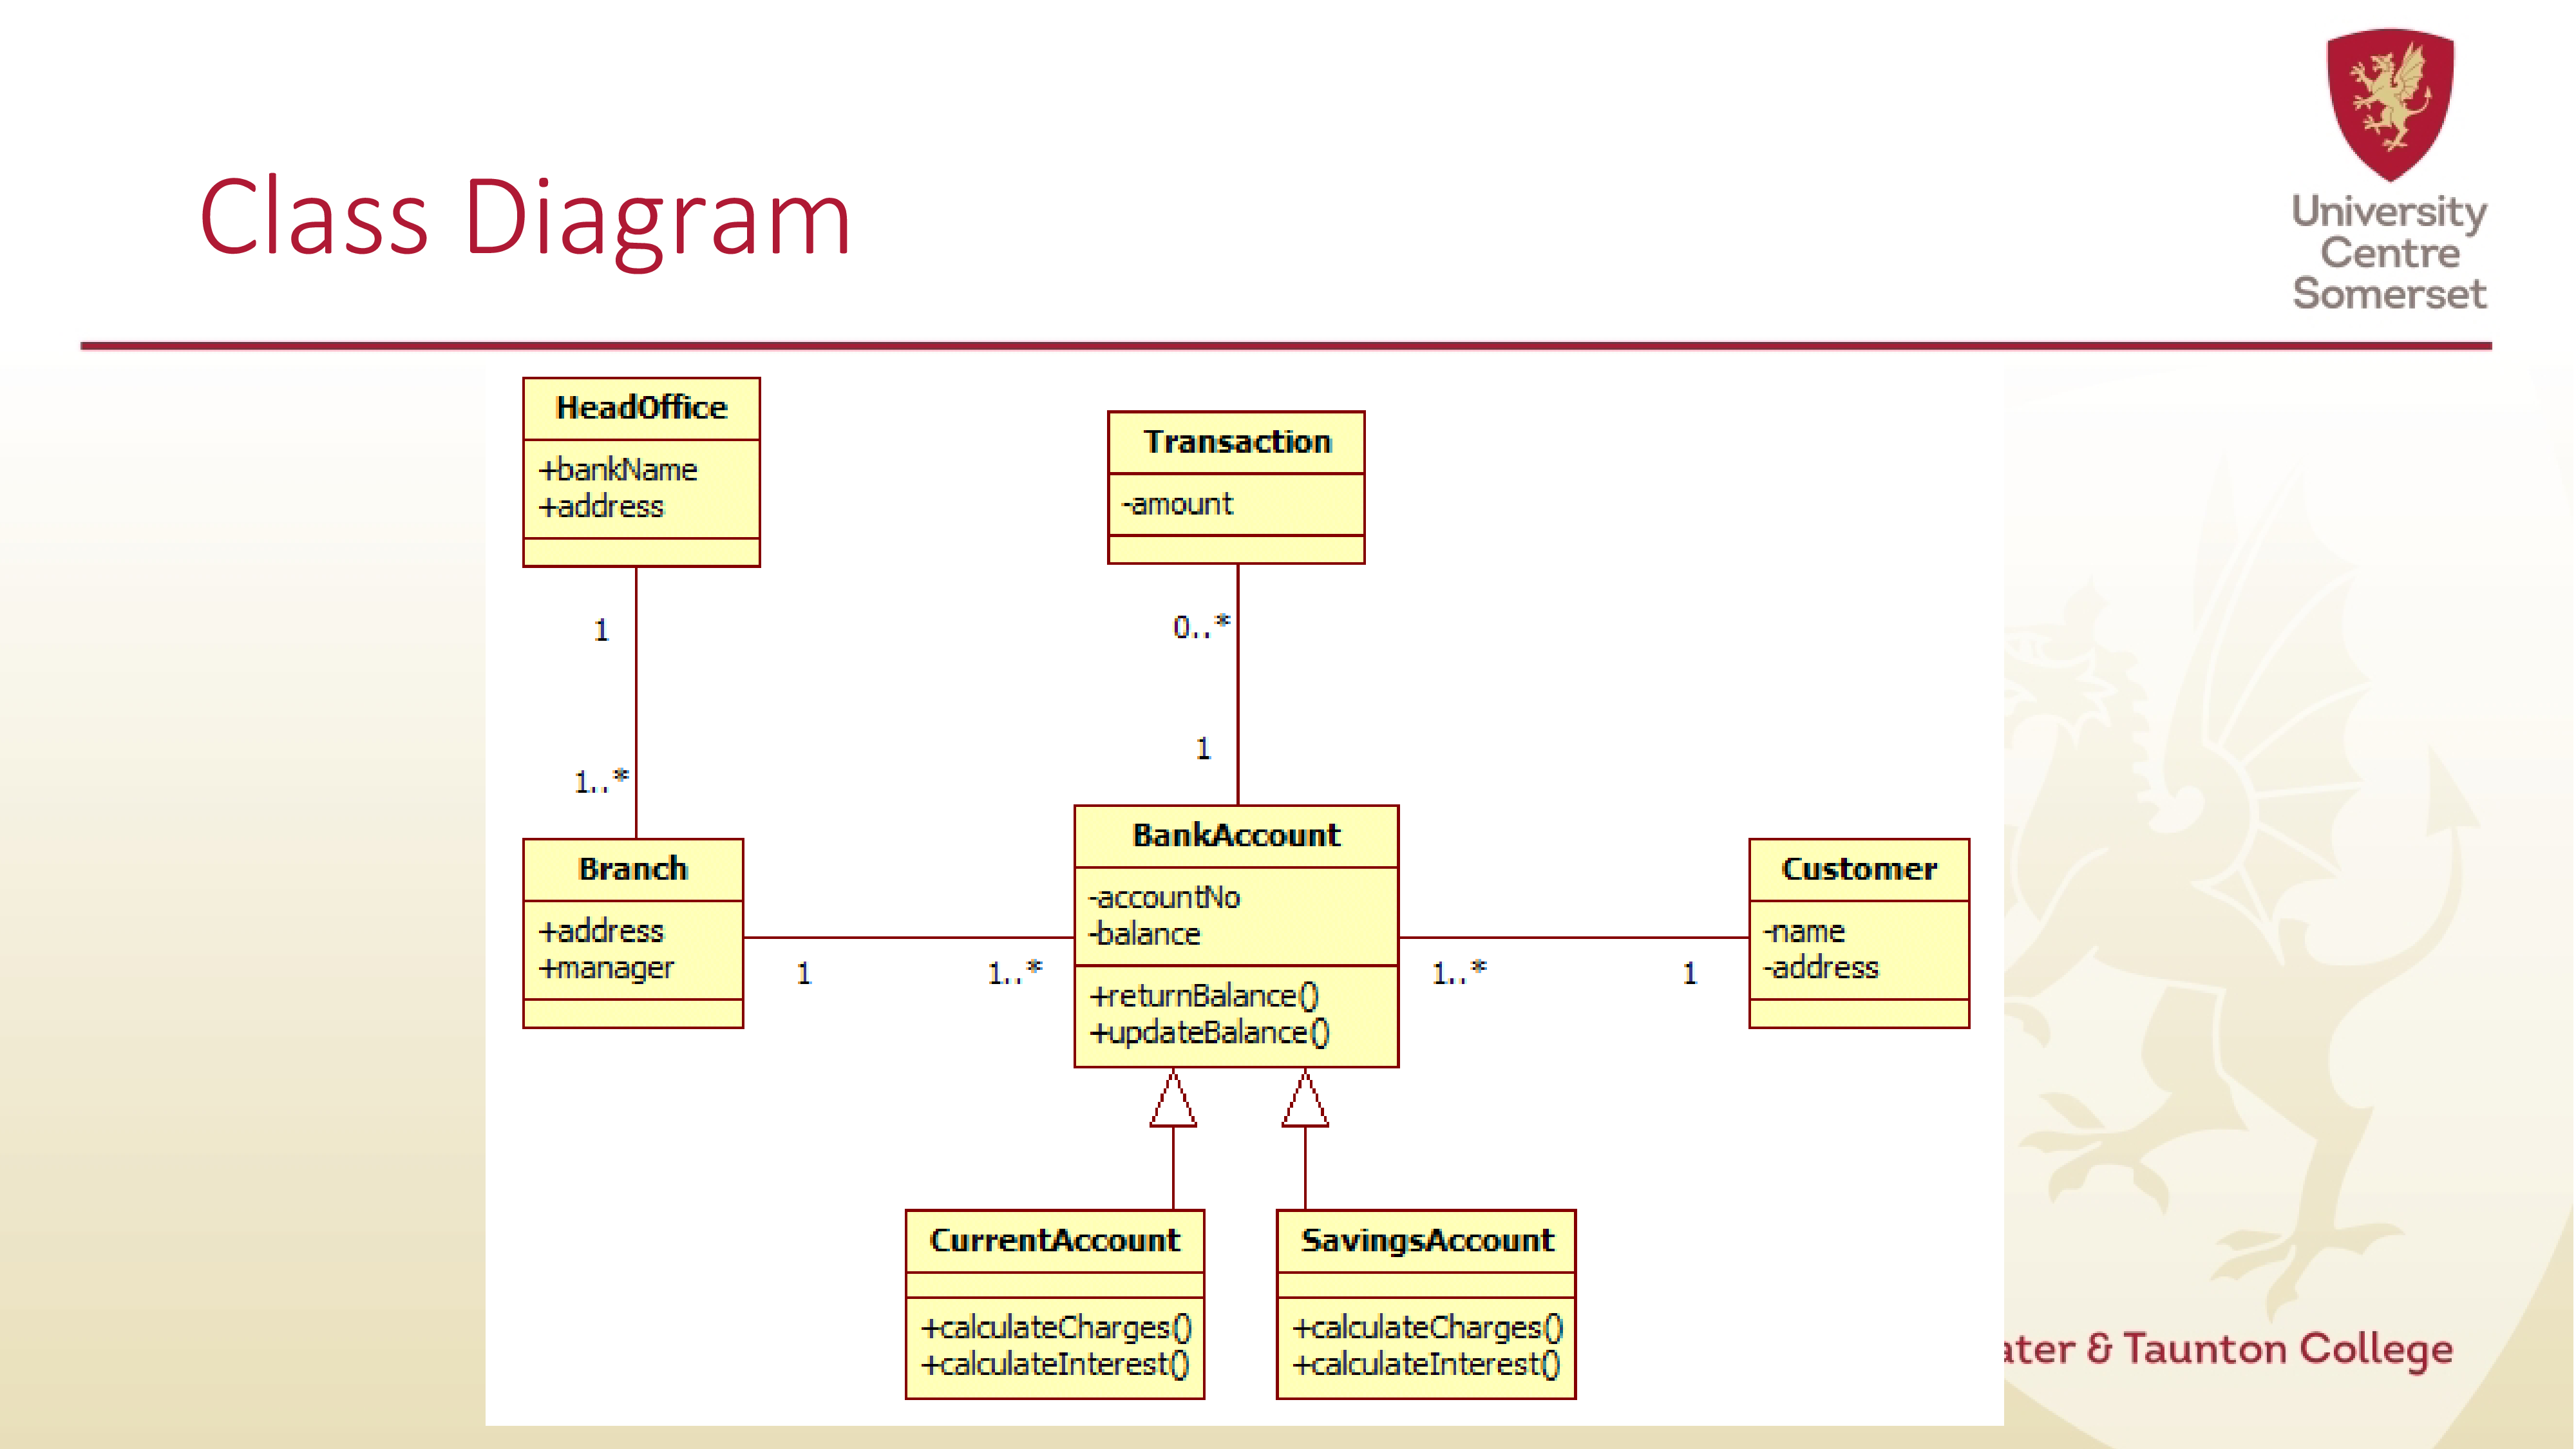 Class Diagram
University
Centre
Somerset
HeadOffice
+bankName
+address
Transaction
-amount
1
0..*
1
1..*
Branch
+address
+manager
BankAccount
-accountNo
-balance
+returnBalance()
+updateBalance()
Customer
-name
-address
1
1..*
1..*
1
CurrentAccount
+calculateCharges()
+calculateInterest()
SavingsAccount
+calculateCharges()
+calculateInterest()
ater & Taunton College